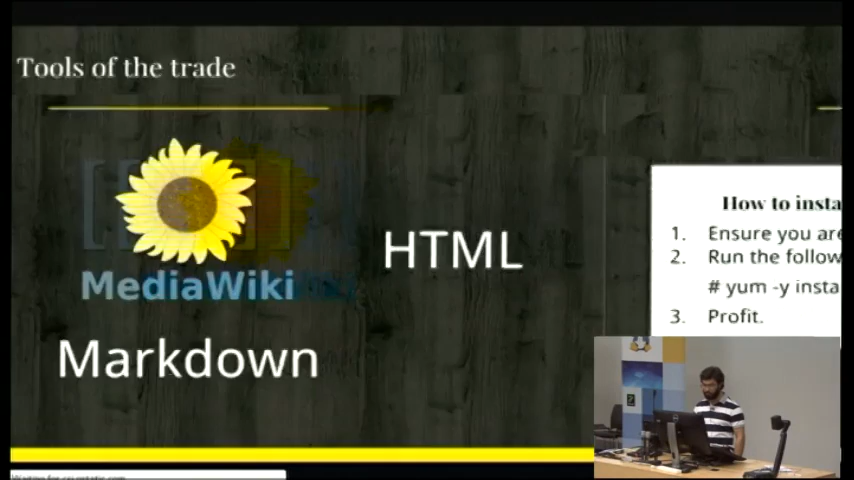 Tools of the trade
MediaWiki
HTML
Markdown
How to insta
1. Ensure you are
2. Run the follow
# yum -y insta
3. Profit.